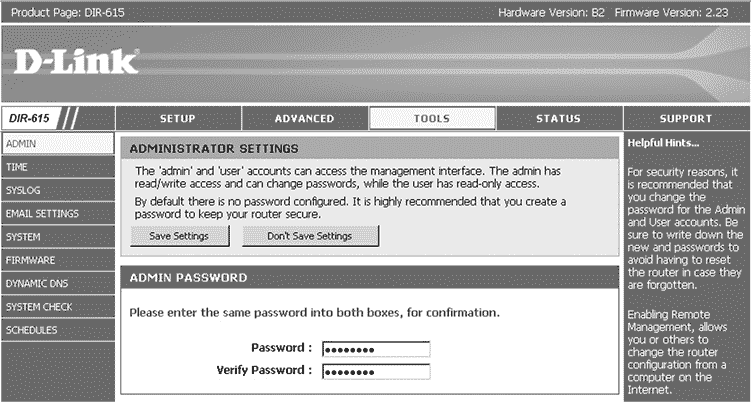 Product Page: DIR-615 Hardware Version: B2 Firmware Version: 2.23
D-Link
DIR-615 SETUP ADVANCED TOOLS STATUS SUPPORT
ADMIN
TIME
SYSLOG
EMAIL SETTINGS
SYSTEM
FIRMWARE
DYNAMIC DNS
SYSTEM CHECK
SCHEDULES
ADMINISTRATOR SETTINGS
The 'admin' and 'user' accounts can access the management interface. The admin has
read/write access and can change passwords, while the user has read-only access.
By default there is no password configured. It is highly recommended that you create a
password to keep your router secure.
Save Settings Don't Save Settings
ADMIN PASSWORD
Please enter the same password into both boxes, for confirmation.
Password : ••••••••
Verify Password : ••••••••
Helpful Hints...
For security reasons, it
is recommended that
you change the
password for the Admin
and User accounts. Be
sure to write down the
new and passwords to
avoid having to reset
the router in case they
are forgotten.
Enabling Remote
Management, allows
you or others to
change the router
configuration from a
computer on the
Internet.